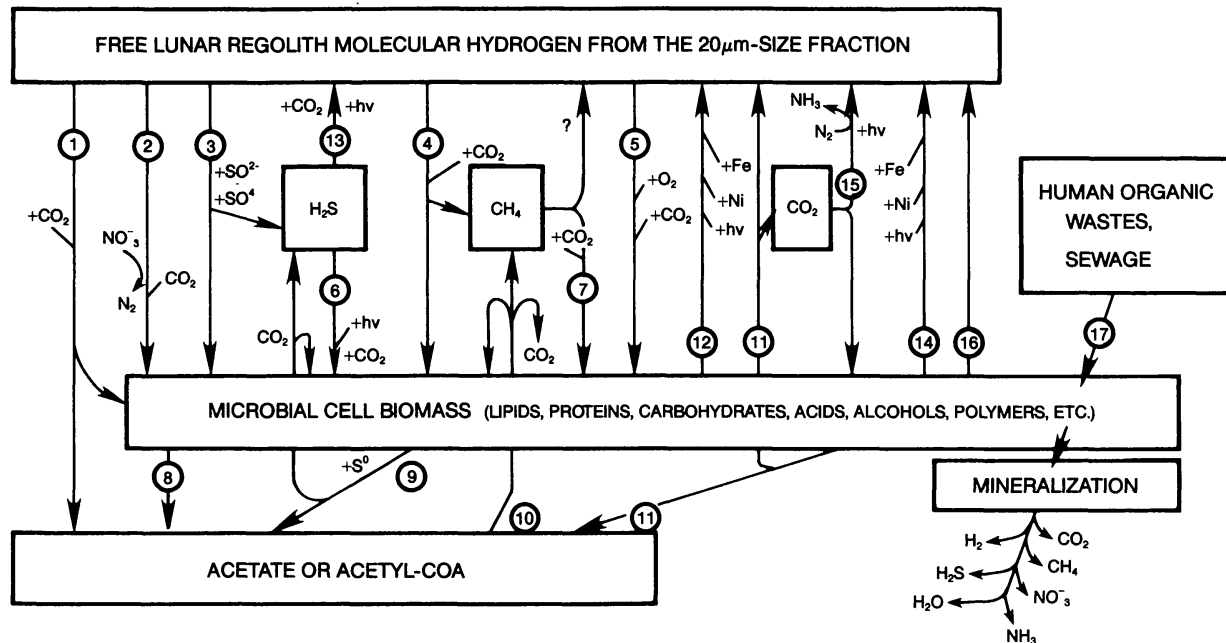 FREE LUNAR REGOLITH MOLECULAR HYDROGEN FROM THE 20μm-SIZE FRACTION
+CO₂ +hv
NH₃
?
N₂ +hv
1
2
3
13
4
5
+CO₂
+Fe
+Fe
+SO²⁻
+O₂
15
+SO⁴
H₂S
CH₄
+Ni
CO₂
+Ni
HUMAN ORGANIC
WASTES,
SEWAGE
+CO₂
+CO₂
+hv
+hv
NO⁻₃
+CO₂
CO₂
6
7
N₂
+hv
CO₂
+CO₂
CO₂
12
11
14
16
17
MICROBIAL CELL BIOMASS (LIPIDS, PROTEINS, CARBOHYDRATES, ACIDS, ALCOHOLS, POLYMERS, ETC.)
8
+S⁰
9
MINERALIZATION
10
11
ACETATE OR ACETYL-COA
H₂
CO₂
CH₄
H₂S
NO⁻₃
H₂O
NH₃